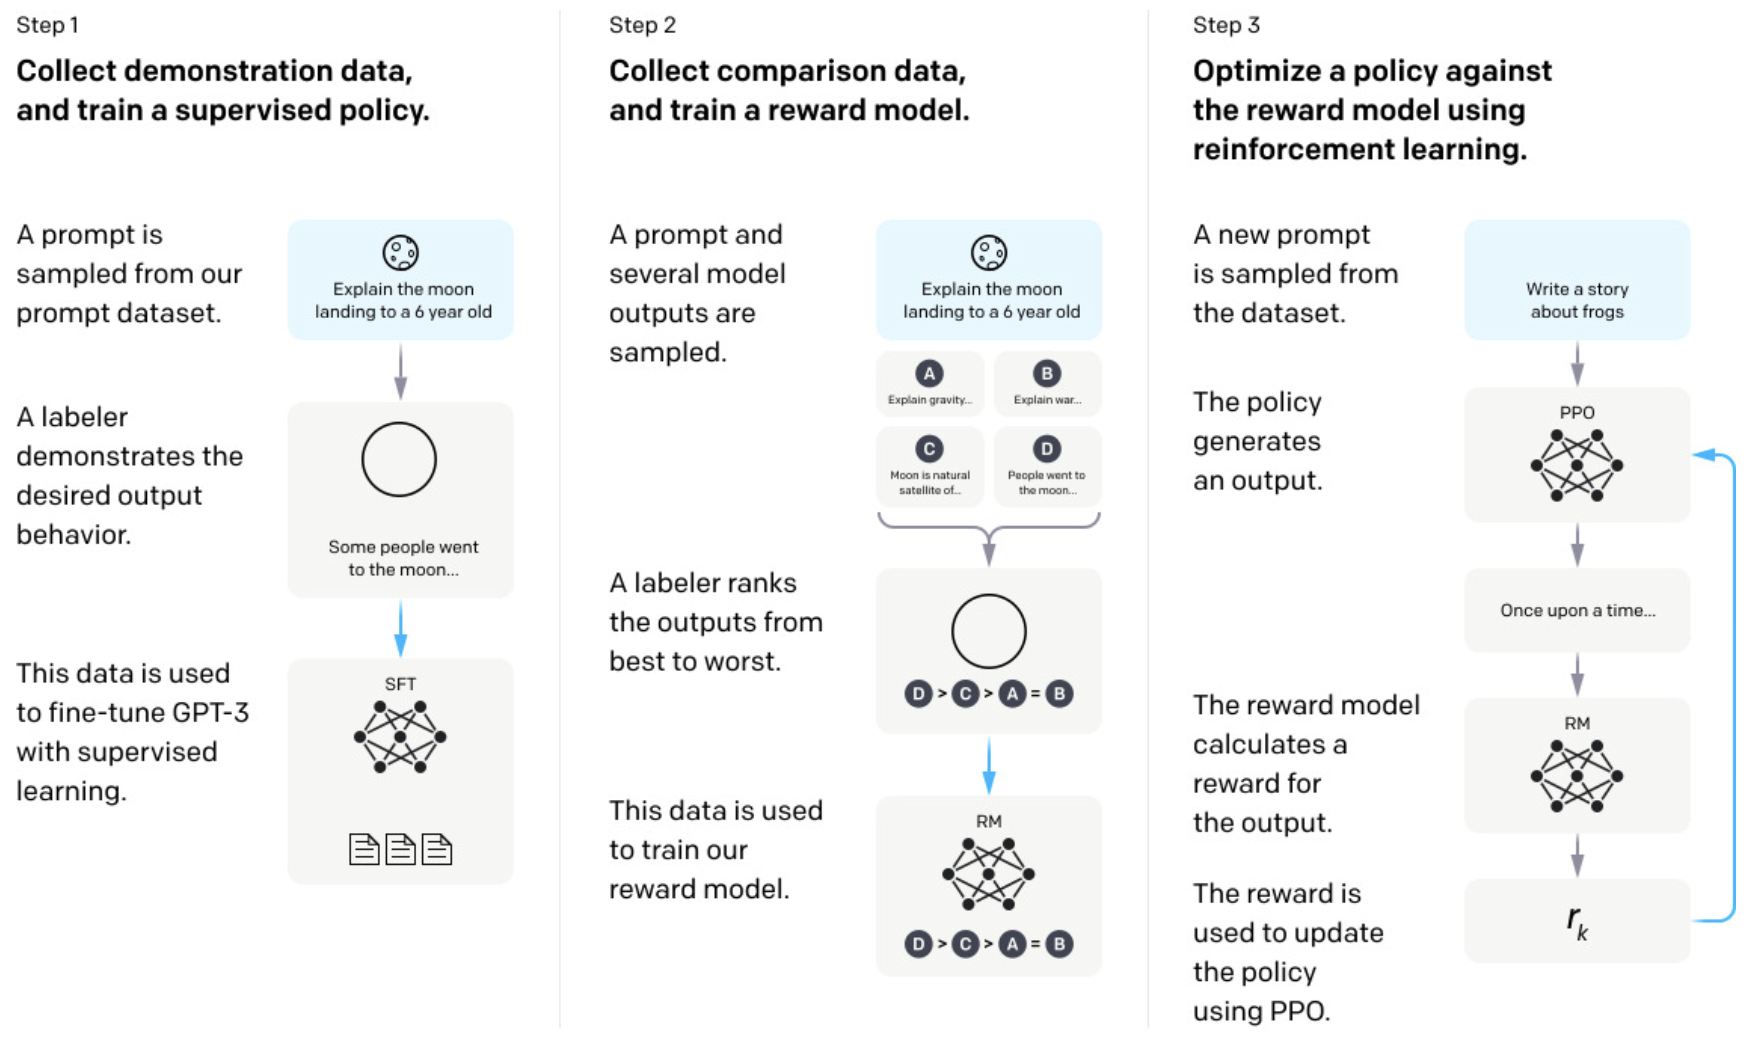 Step 1
Collect demonstration data,
and train a supervised policy.
A prompt is
sampled from our
prompt dataset.
Explain the moon
landing to a 6 year old
A labeler
demonstrates the
desired output
behavior.
Some people went
to the moon...
This data is used
to fine-tune GPT-3
with supervised
learning.
SFT
Step 2
Collect comparison data,
and train a reward model.
A prompt and
several model
outputs are
sampled.
Explain the moon
landing to a 6 year old
A
Explain gravity...
B
Explain war...
C
Moon is natural
satellite of...
D
People went to
the moon...
A labeler ranks
the outputs from
best to worst.
D > C > A = B
This data is used
to train our
reward model.
RM
D > C > A = B
Step 3
Optimize a policy against
the reward model using
reinforcement learning.
A new prompt
is sampled from
the dataset.
Write a story
about frogs
The policy
generates
an output.
PPO
Once upon a time...
The reward model
calculates a
reward for
the output.
RM
The reward is
used to update
the policy
using PPO.
r_k